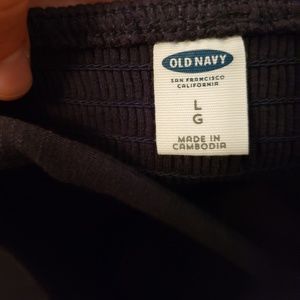 OLD NAVY
SAN FRANCISCO
CALIFORNIA
L
G
MADE IN
CAMBODIA